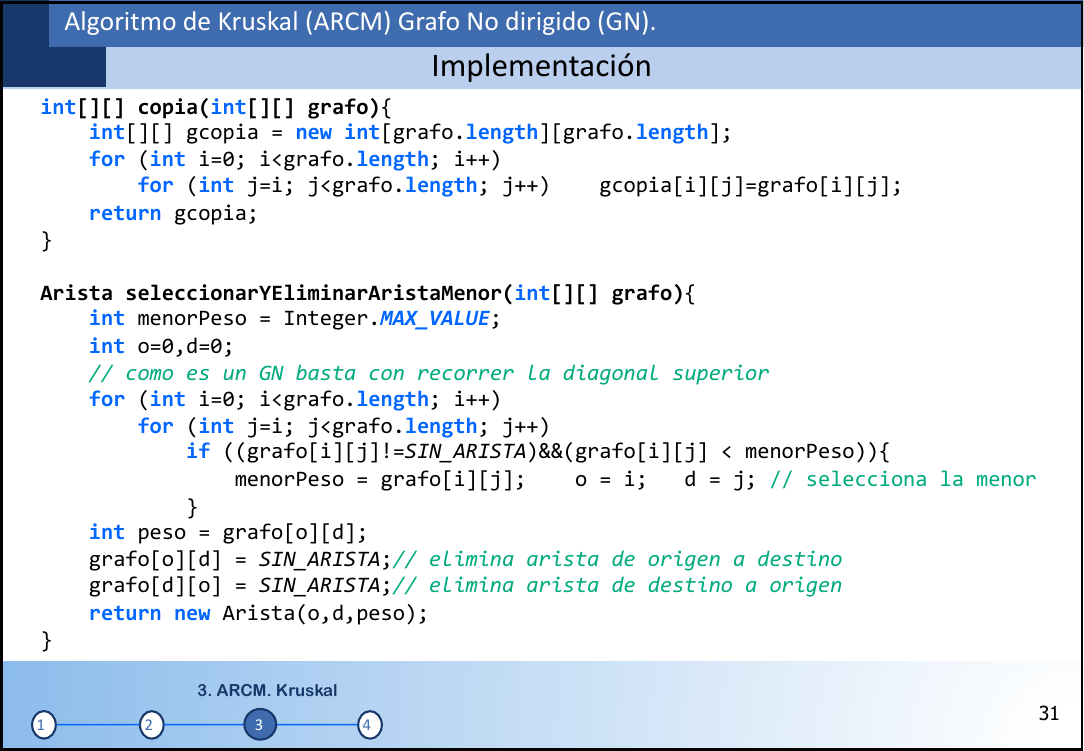 Algoritmo de Kruskal (ARCM) Grafo No dirigido (GN).
Implementación
int[][] copia(int[][] grafo){
    int[][] gcopia = new int[grafo.length][grafo.length];
    for (int i=0; i<grafo.length; i++)
        for (int j=i; j<grafo.length; j++)    gcopia[i][j]=grafo[i][j];
    return gcopia;
}
Arista seleccionarYEliminarAristaMenor(int[][] grafo){
    int menorPeso = Integer.MAX_VALUE;
    int o=0,d=0;
    // como es un GN basta con recorrer la diagonal superior
    for (int i=0; i<grafo.length; i++)
        for (int j=i; j<grafo.length; j++)
            if ((grafo[i][j]!=SIN_ARISTA)&&(grafo[i][j] < menorPeso)){
                menorPeso = grafo[i][j];    o = i;   d = j; // selecciona la menor
            }
    int peso = grafo[o][d];
    grafo[o][d] = SIN_ARISTA;// elimina arista de origen a destino
    grafo[d][o] = SIN_ARISTA;// elimina arista de destino a origen
    return new Arista(o,d,peso);
}
3. ARCM. Kruskal
1 2 3 4
31